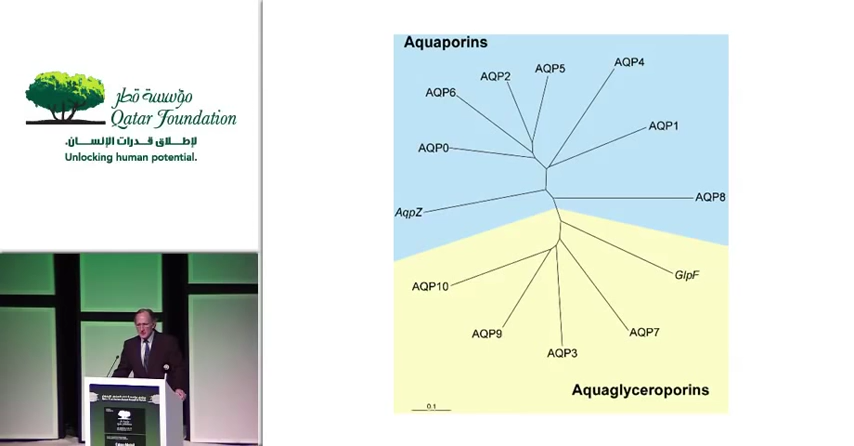 مؤسسة قطر
Qatar Foundation
لإطلاق قدرات الإنسان.
Unlocking human potential.
Aquaporins
AQP4
AQP5
AQP2
AQP6
AQP1
AQP0
AQP8
AqpZ
GlpF
AQP10
AQP9
AQP7
AQP3
Aquaglyceroporins
0.1